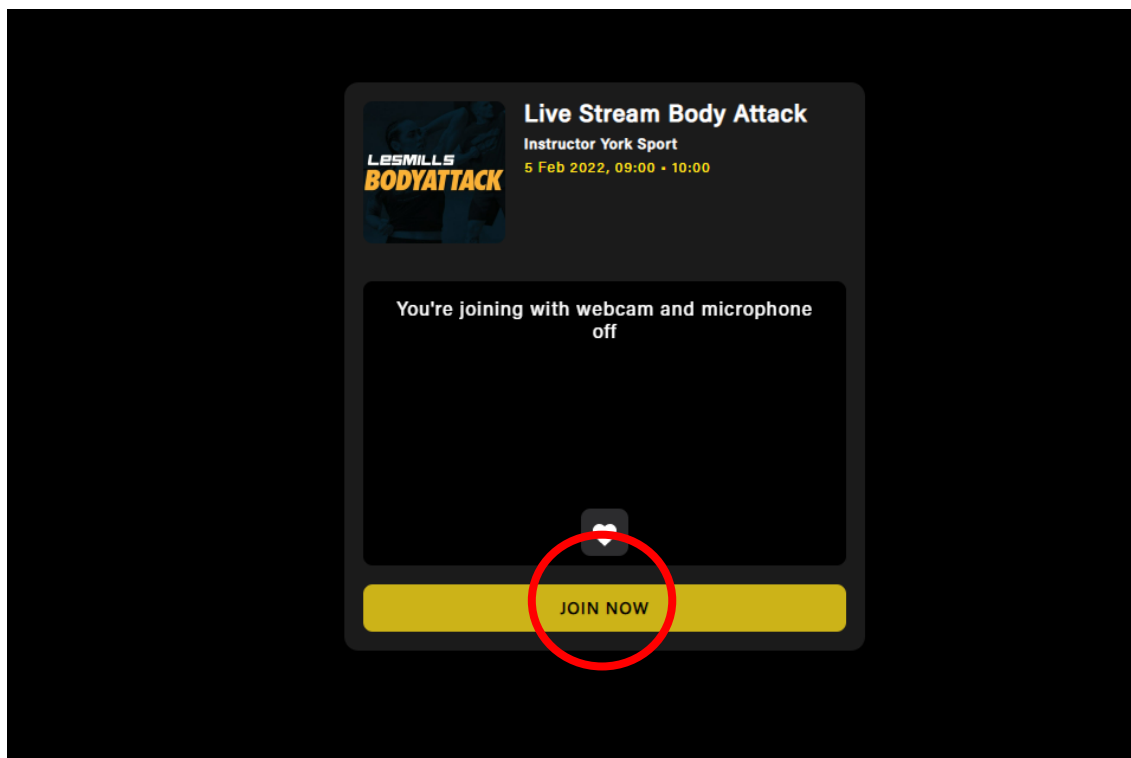 LESMILLS
BODYATTACK
Live Stream Body Attack
Instructor York Sport
5 Feb 2022, 09:00 • 10:00
You're joining with webcam and microphone
off
JOIN NOW